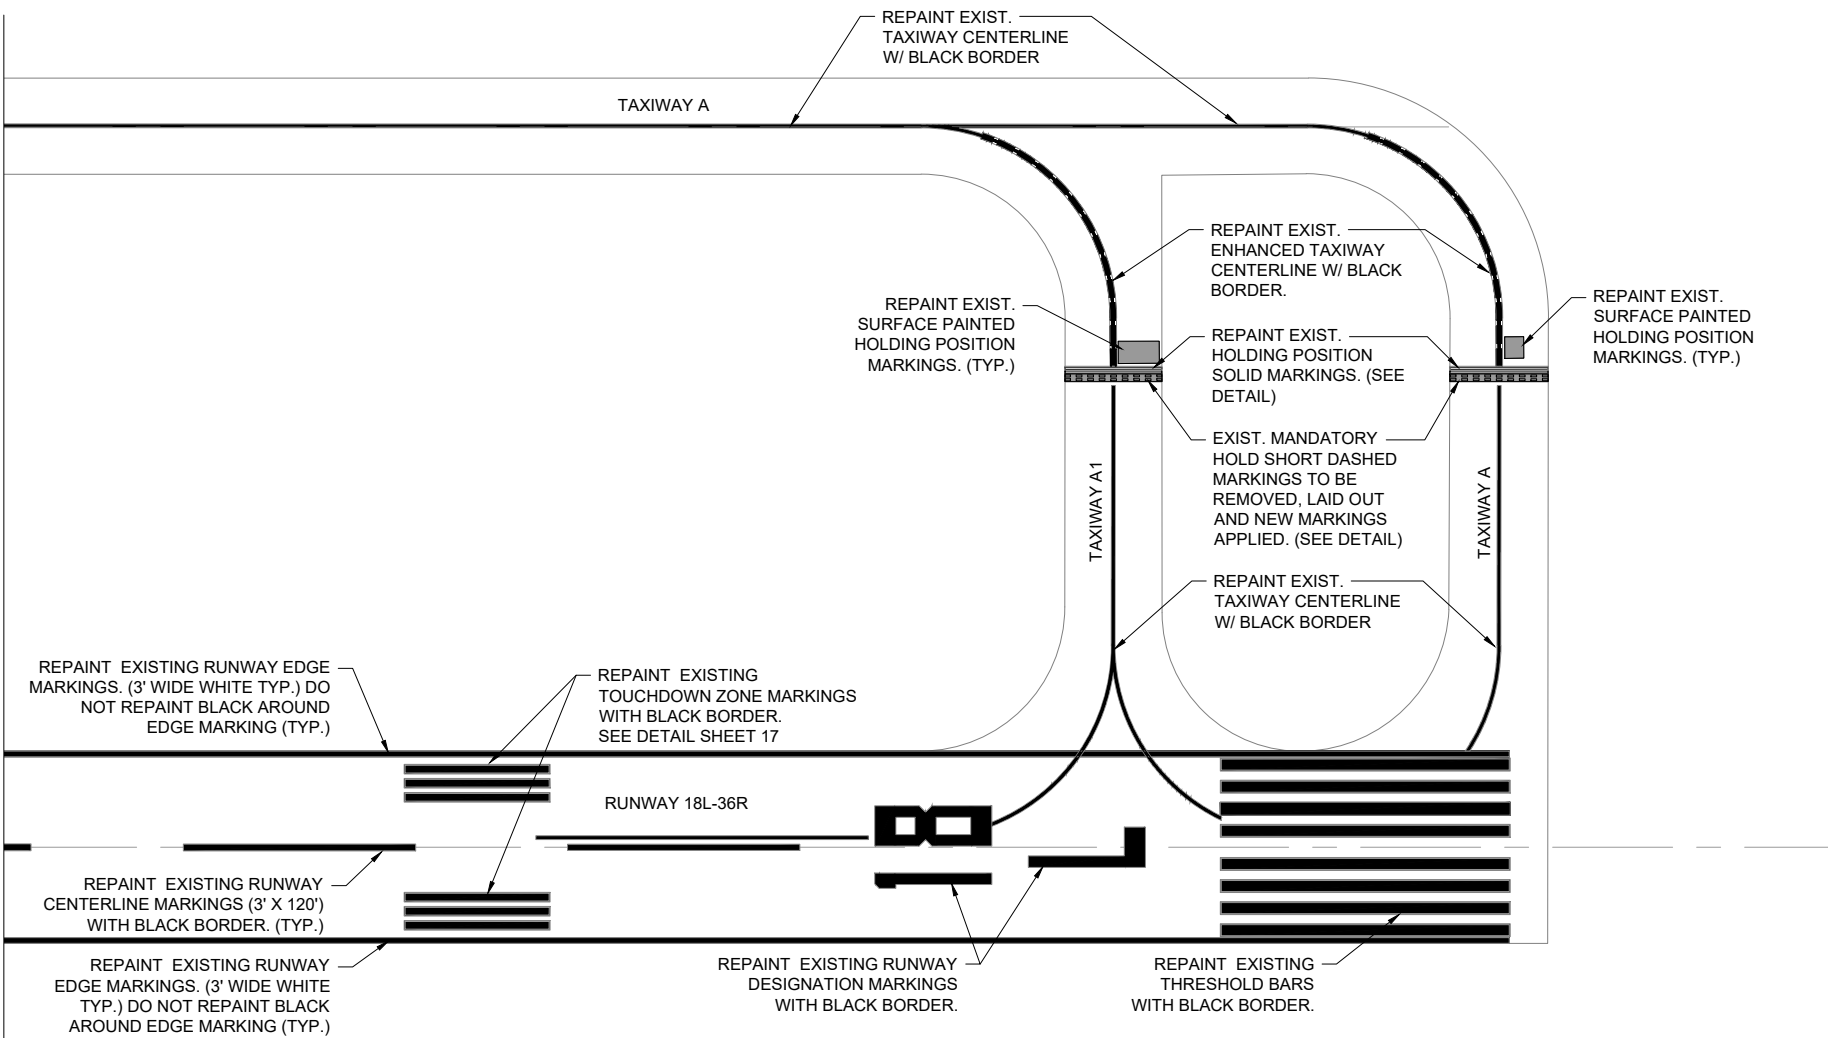 REPAINT EXIST.
TAXIWAY CENTERLINE
W/ BLACK BORDER
TAXIWAY A
REPAINT EXIST.
ENHANCED TAXIWAY
CENTERLINE W/ BLACK
BORDER.
REPAINT EXIST.
SURFACE PAINTED
HOLDING POSITION
MARKINGS. (TYP.)
REPAINT EXIST.
HOLDING POSITION
SOLID MARKINGS. (SEE
DETAIL)
REPAINT EXIST.
SURFACE PAINTED
HOLDING POSITION
MARKINGS. (TYP.)
EXIST. MANDATORY
HOLD SHORT DASHED
MARKINGS TO BE
REMOVED, LAID OUT
AND NEW MARKINGS
APPLIED. (SEE DETAIL)
TAXIWAY A1
TAXIWAY A
REPAINT EXIST.
TAXIWAY CENTERLINE
W/ BLACK BORDER
REPAINT EXISTING RUNWAY EDGE
MARKINGS. (3' WIDE WHITE TYP.) DO
NOT REPAINT BLACK AROUND
EDGE MARKING (TYP.)
REPAINT EXISTING
TOUCHDOWN ZONE MARKINGS
WITH BLACK BORDER.
SEE DETAIL SHEET 17
RUNWAY 18L-36R
18
L
REPAINT EXISTING RUNWAY
CENTERLINE MARKINGS (3' X 120')
WITH BLACK BORDER. (TYP.)
REPAINT EXISTING RUNWAY
EDGE MARKINGS. (3' WIDE WHITE
TYP.) DO NOT REPAINT BLACK
AROUND EDGE MARKING (TYP.)
REPAINT EXISTING RUNWAY
DESIGNATION MARKINGS
WITH BLACK BORDER.
REPAINT EXISTING
THRESHOLD BARS
WITH BLACK BORDER.